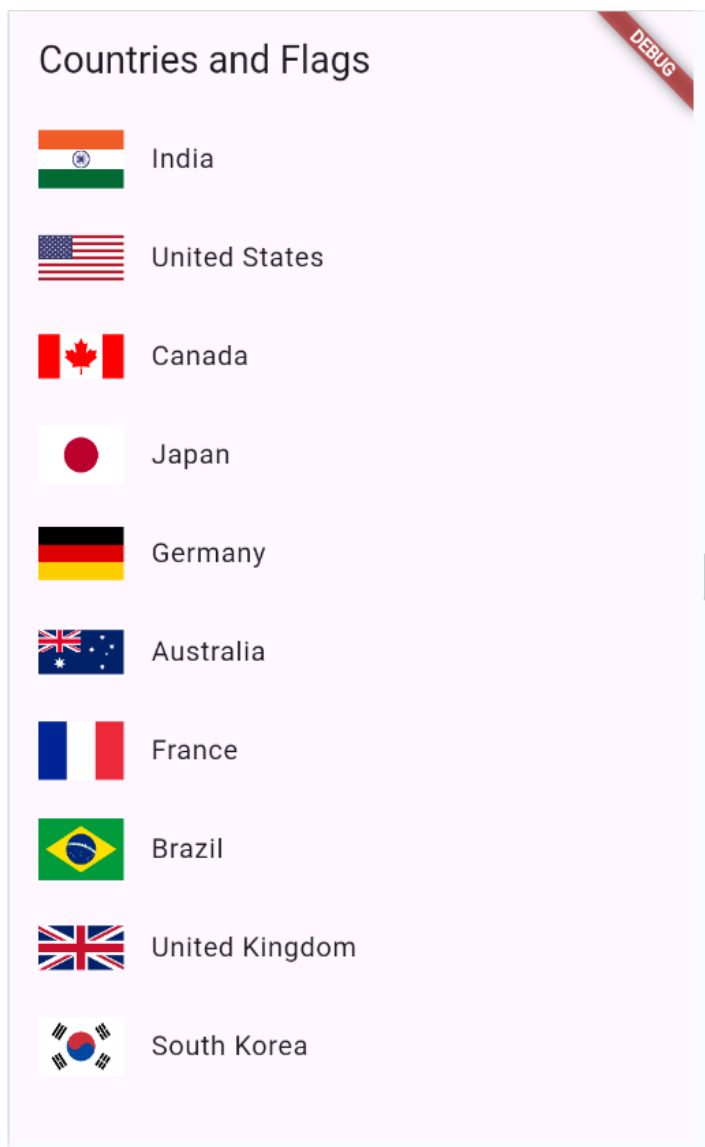 Countries and Flags
DEBUG
India
United States
Canada
Japan
Germany
Australia
France
Brazil
United Kingdom
South Korea